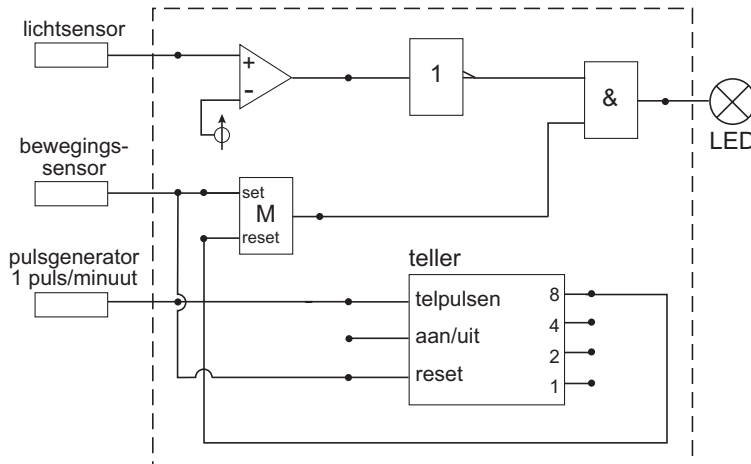 lichtsensor
+
-
1
&
LED
bewegings-
sensor
set
M
reset
pulsgenerator
1 puls/minuut
teller
telpulsen
aan/uit
reset
8
4
2
1